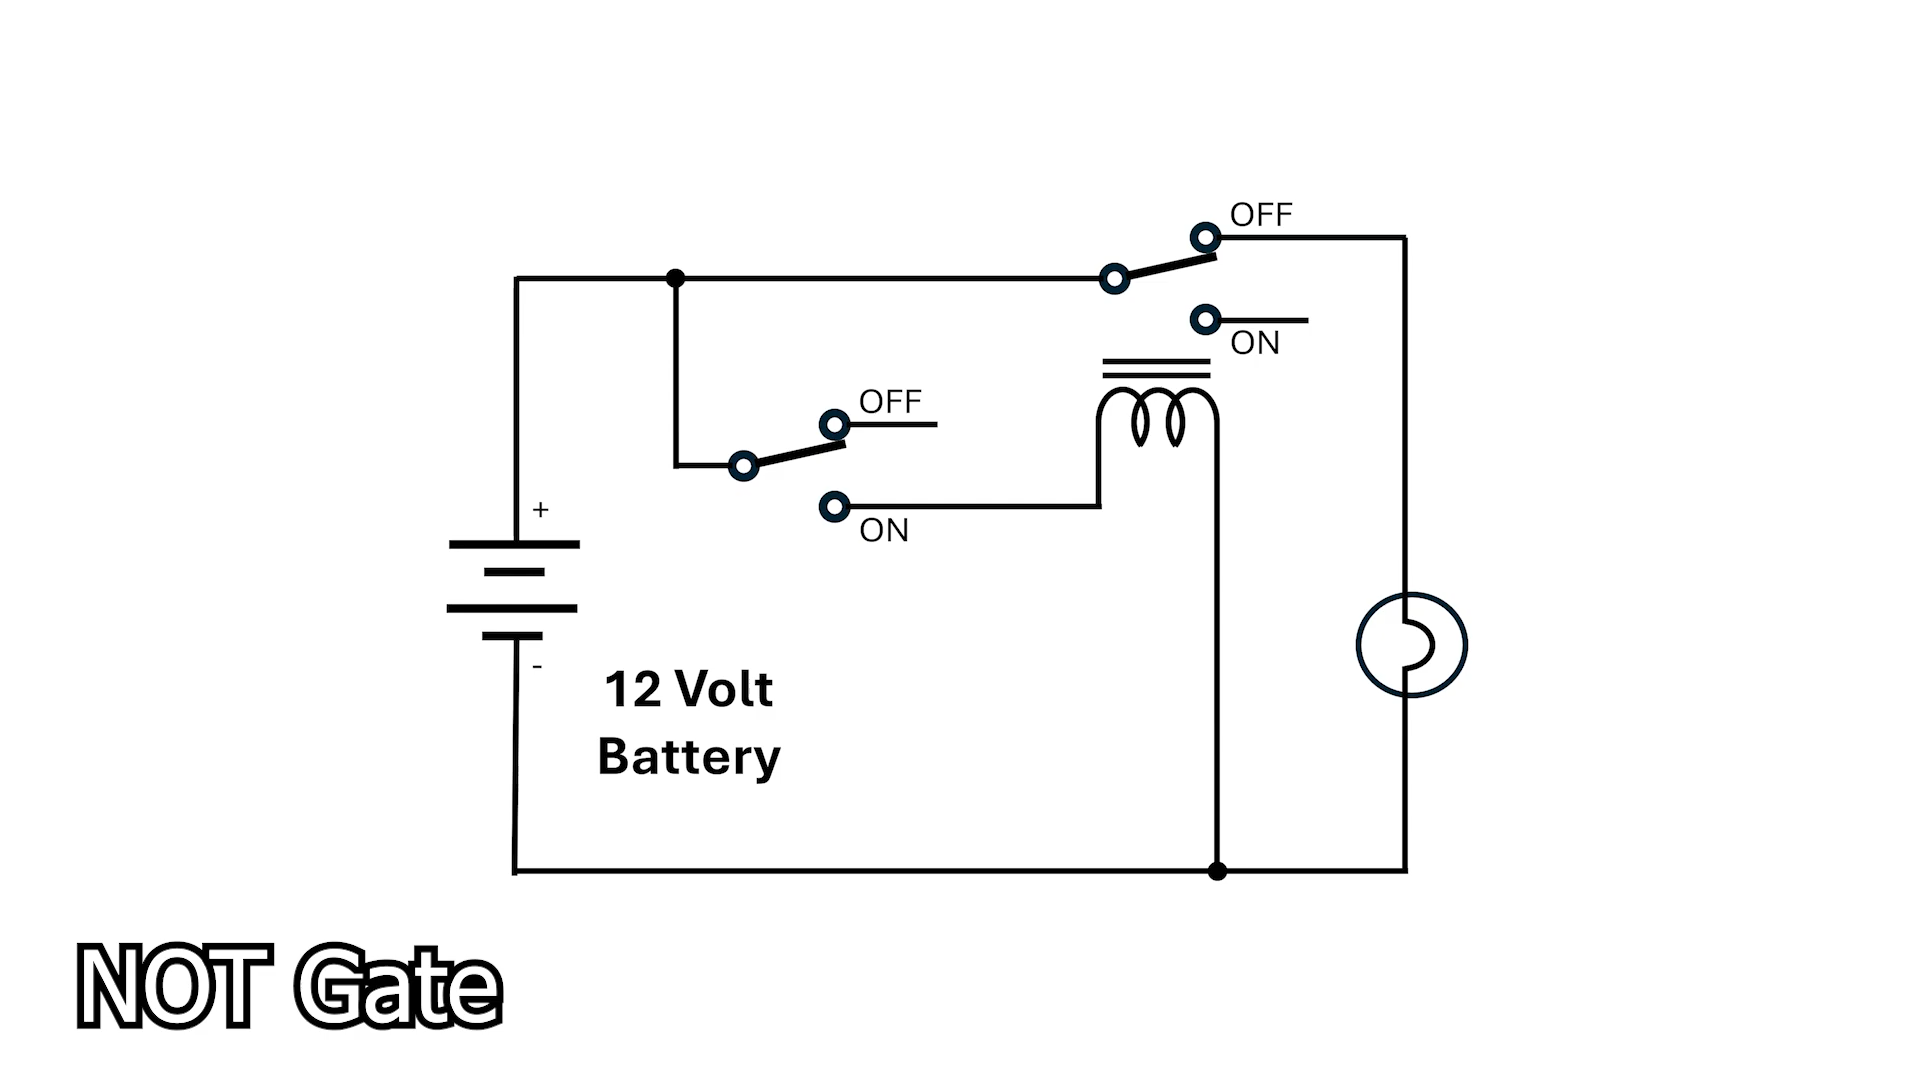 OFF
ON
OFF
ON
+
-
12 Volt
Battery
NOT Gate